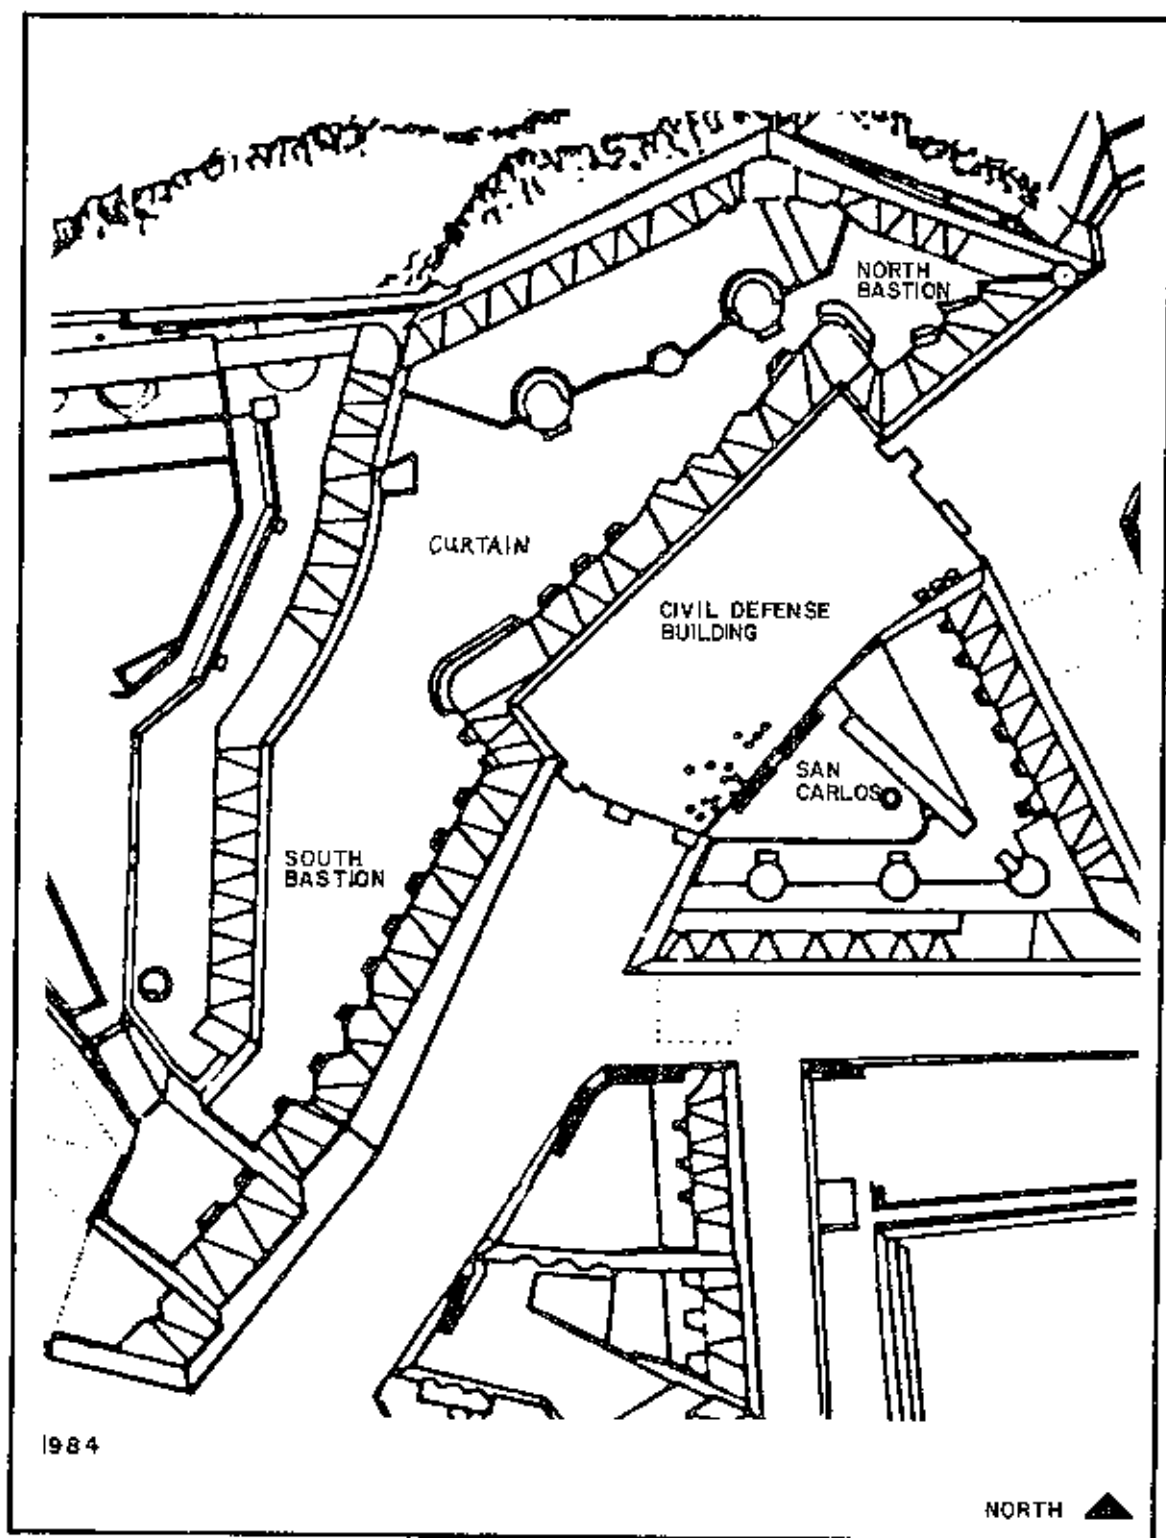 NORTH
BASTION
CURTAIN
CIVIL DEFENSE
BUILDING
SAN
CARLOS
SOUTH
BASTION
1984
NORTH